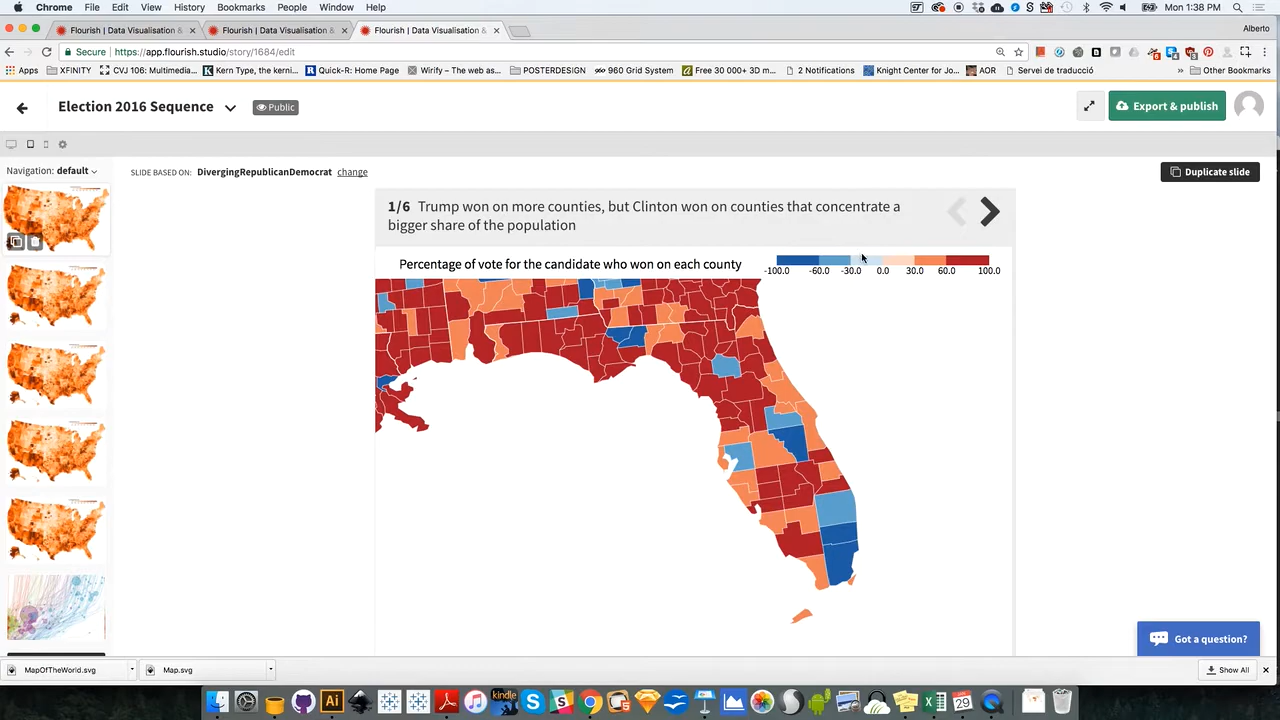 Chrome File Edit View History Bookmarks People Window Help Mon 1:38 PM
Flourish | Data Visualisation & Flourish | Data Visualisation & Flourish | Data Visualisation & Alberto
Secure https://app.flourish.studio/story/1684/edit
Apps XFINITY CVJ 106: Multimedia... Kern Type, the kerni... Quick-R: Home Page Wirify – The web as... POSTERDESIGN 960 Grid System Free 30 000+ 3D m... 2 Notifications Knight Center for Jo... AOR Servei de traducció » Other Bookmarks
Election 2016 Sequence Public Export & publish
Navigation: default
SLIDE BASED ON: DivergingRepublicanDemocrat change Duplicate slide
1/6 Trump won on more counties, but Clinton won on counties that concentrate a
bigger share of the population
Percentage of vote for the candidate who won on each county
-100.0 -60.0 -30.0 0.0 30.0 60.0 100.0
Got a question?
MapOfTheWorld.svg Map.svg Show All
Ai kindle 29